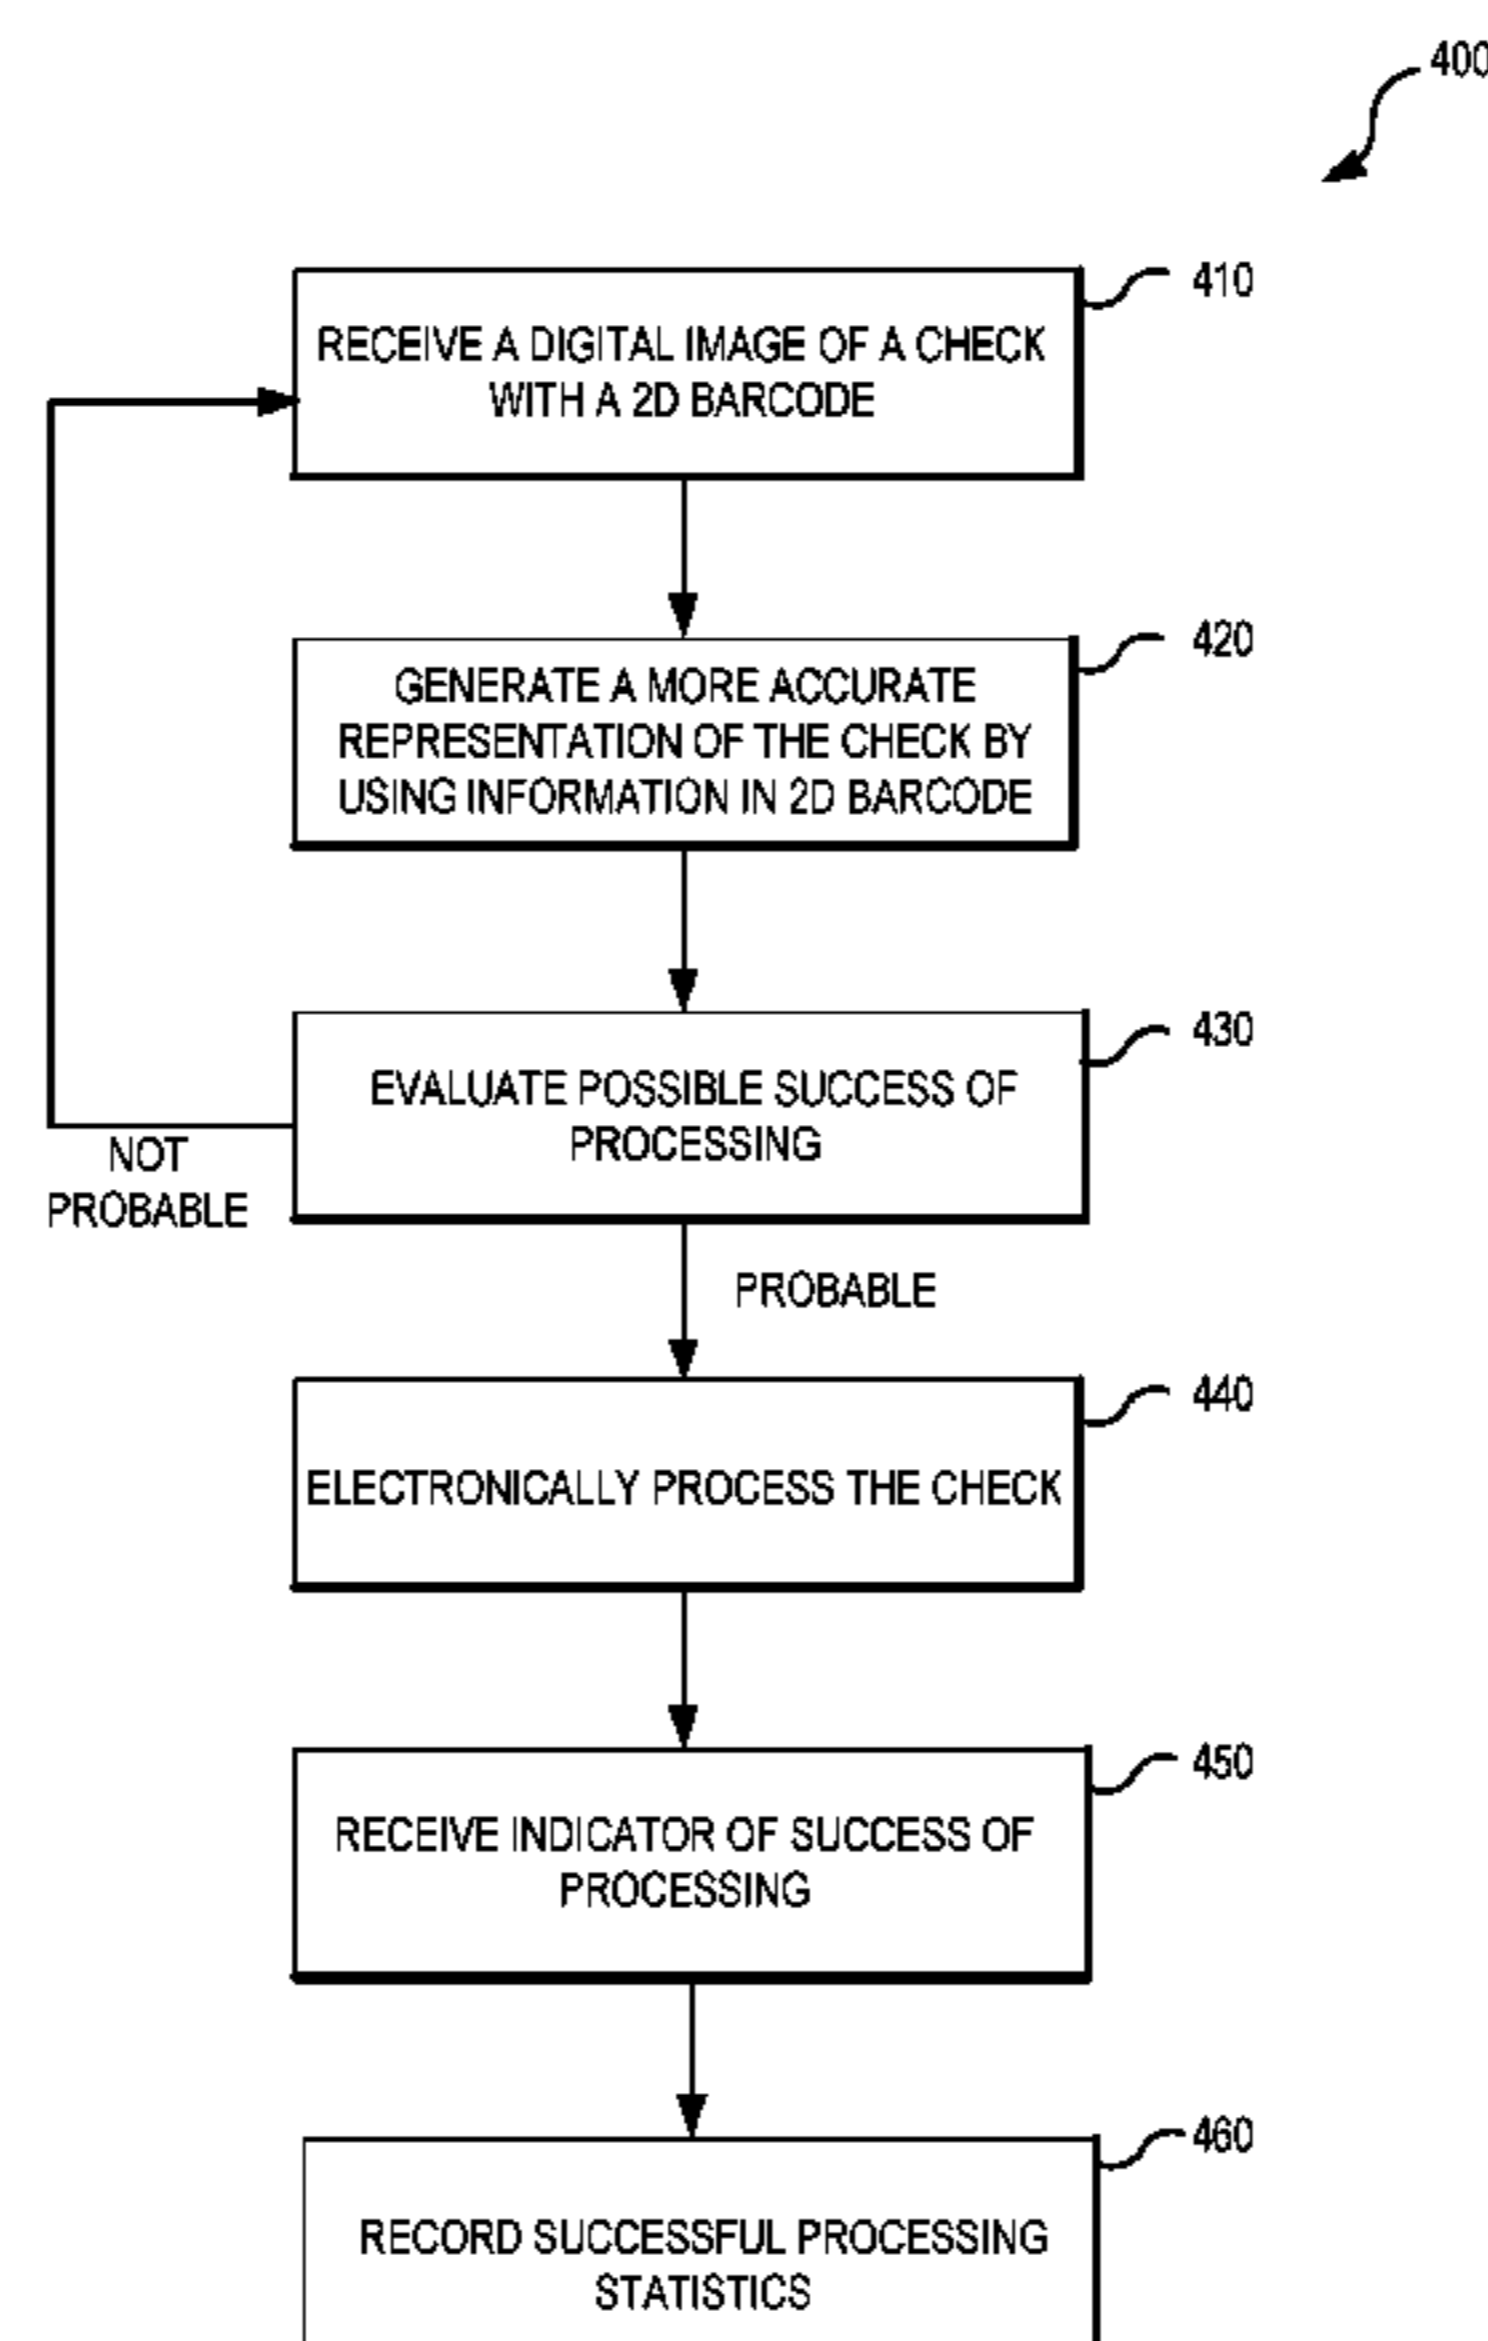 400
410
RECEIVE A DIGITAL IMAGE OF A CHECK
WITH A 2D BARCODE
420
GENERATE A MORE ACCURATE
REPRESENTATION OF THE CHECK BY
USING INFORMATION IN 2D BARCODE
430
EVALUATE POSSIBLE SUCCESS OF
PROCESSING
NOT
PROBABLE
PROBABLE
440
ELECTRONICALLY PROCESS THE CHECK
450
RECEIVE INDICATOR OF SUCCESS OF
PROCESSING
460
RECORD SUCCESSFUL PROCESSING
STATISTICS